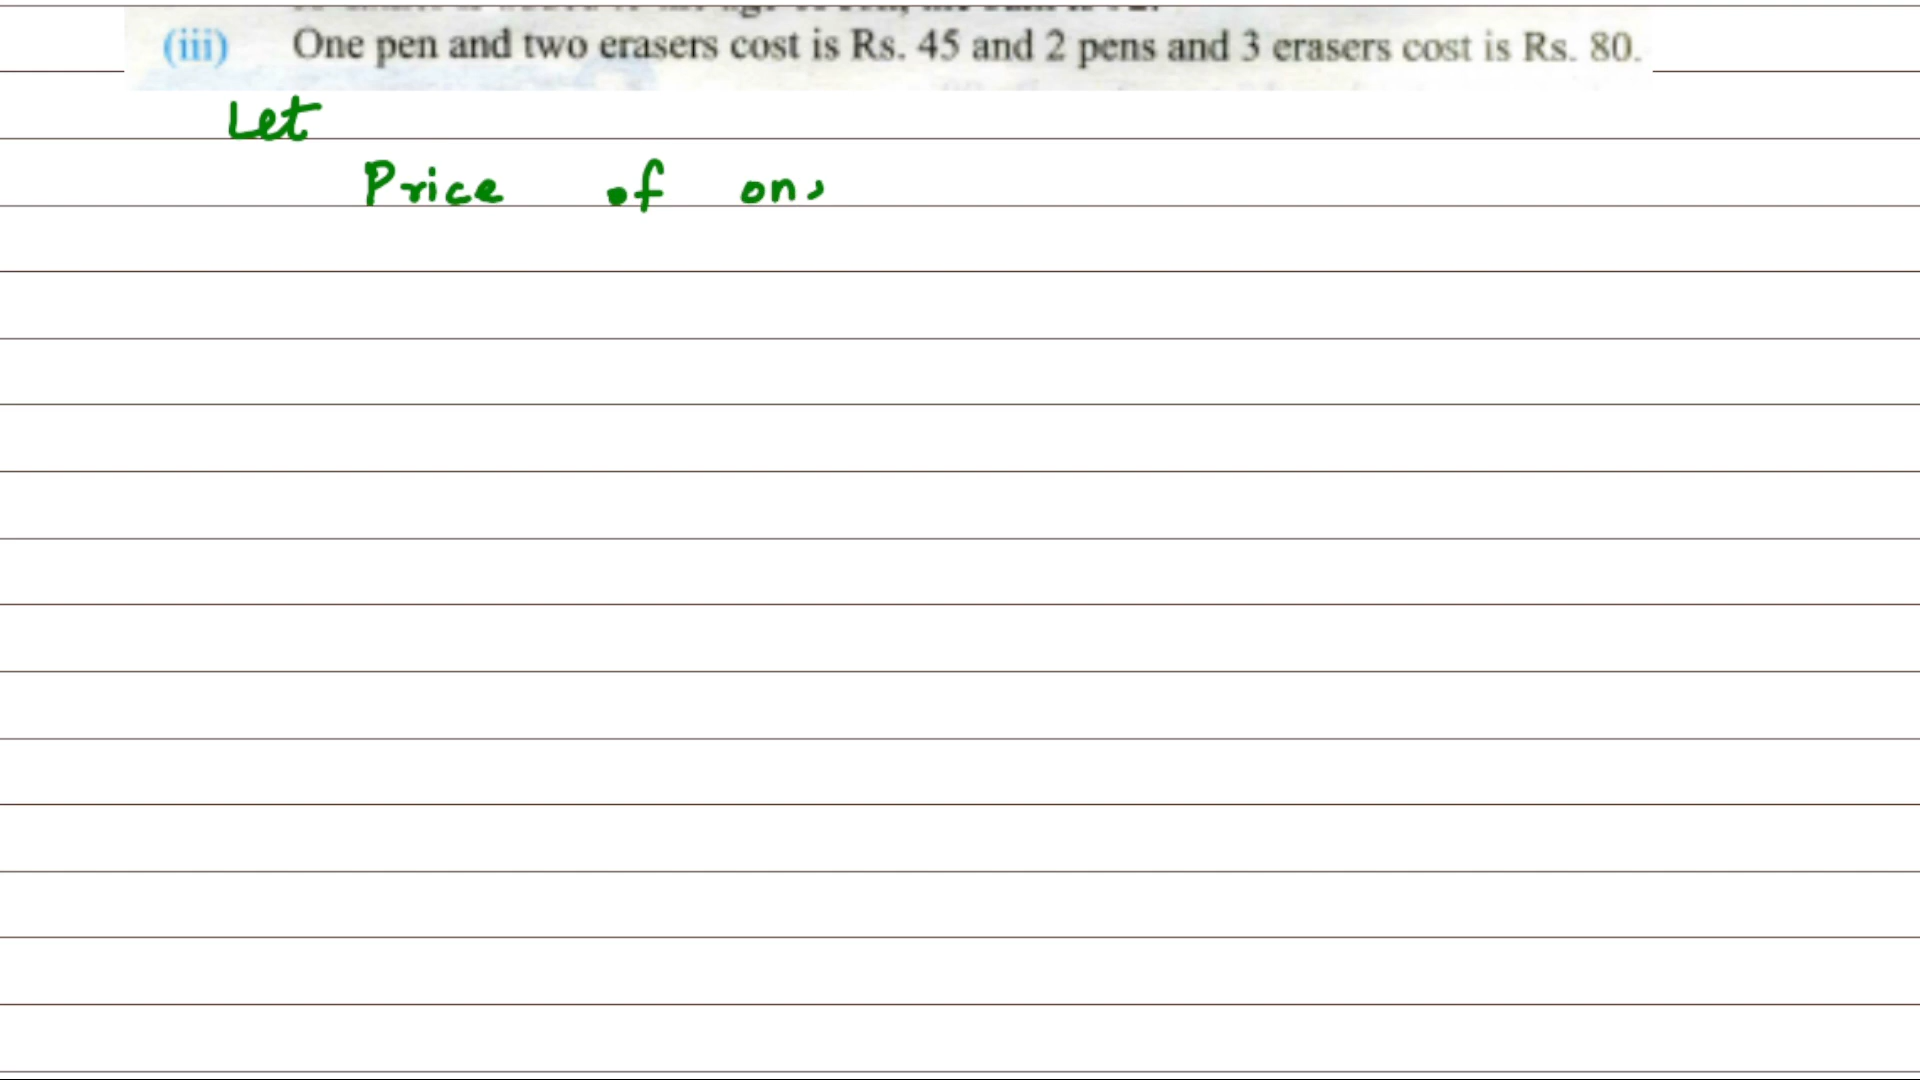 (iii) One pen and two erasers cost is Rs. 45 and 2 pens and 3 erasers cost is Rs. 80.
Let
Price of